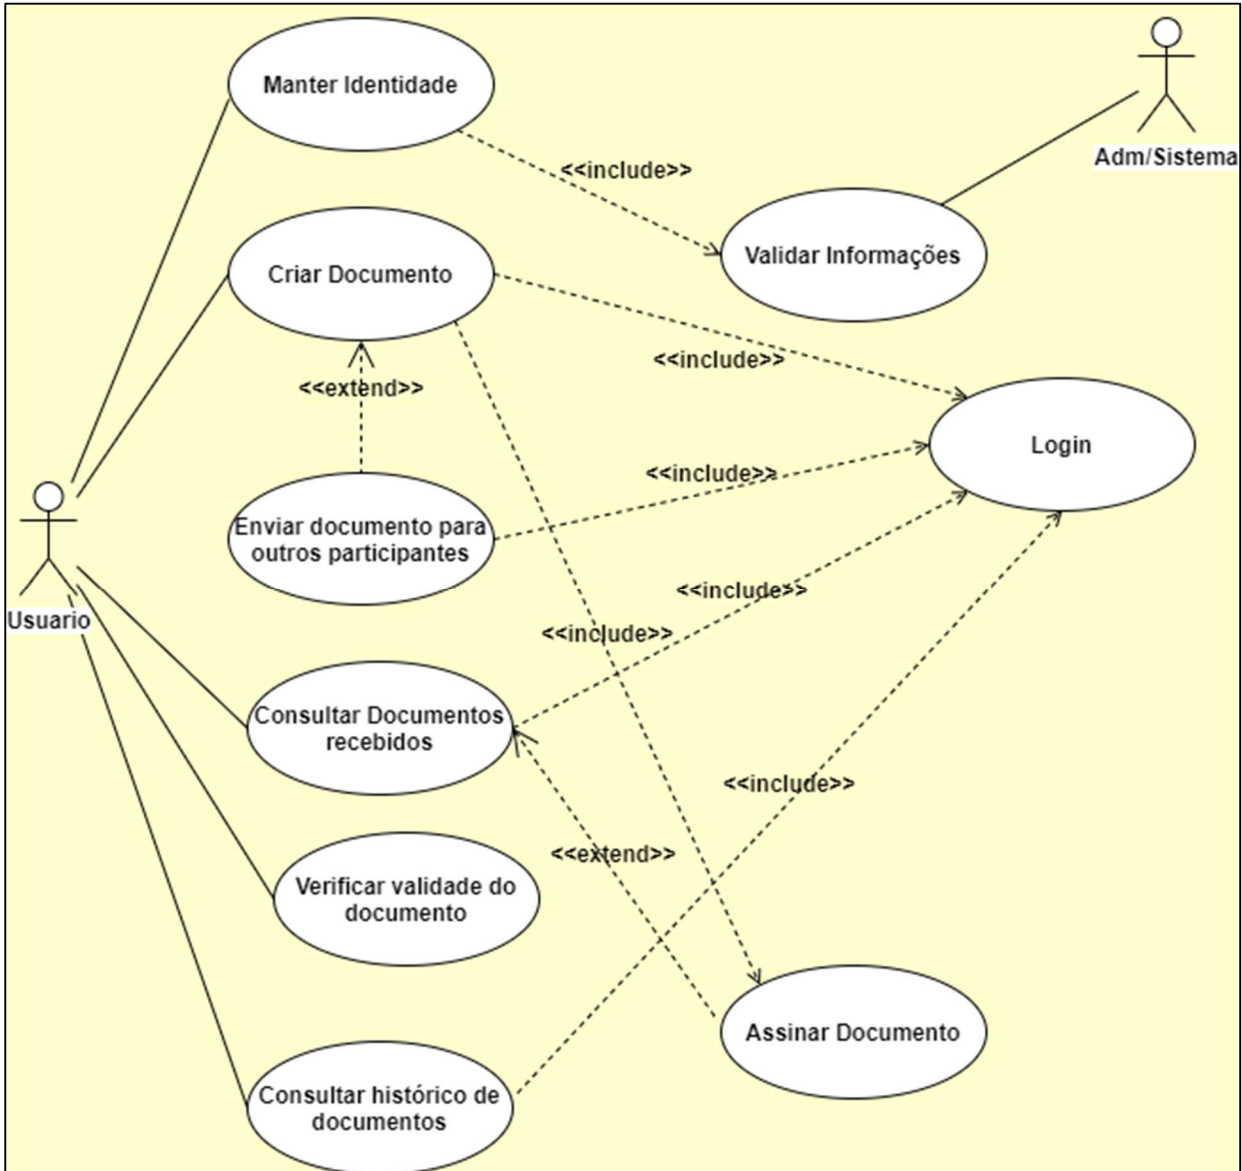 Manter Identidade
Adm/Sistema
<<include>>
Validar Informações
Criar Documento
<<include>>
<<extend>>
Login
<<include>>
Enviar documento para
outros participantes
<<include>>
Usuario
<<include>>
Consultar Documentos
recebidos
<<include>>
<<extend>>
Verificar validade do
documento
Assinar Documento
Consultar histórico de
documentos